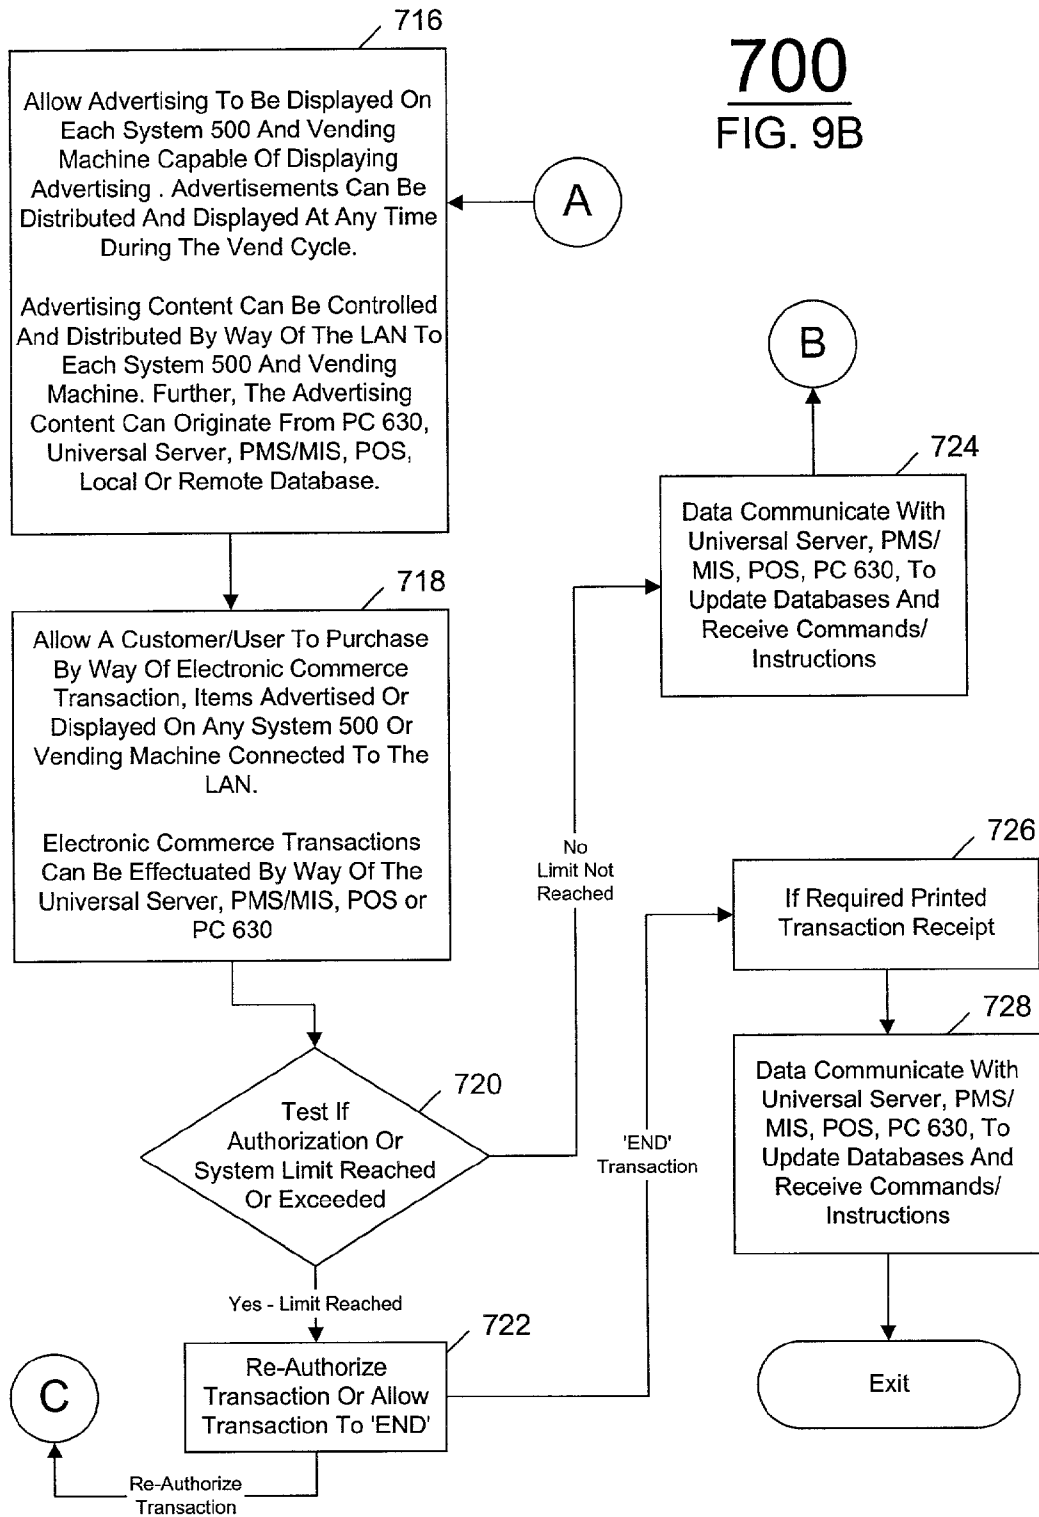 700
FIG. 9B
716
Allow Advertising To Be Displayed On
Each System 500 And Vending
Machine Capable Of Displaying
Advertising . Advertisements Can Be
Distributed And Displayed At Any Time
During The Vend Cycle.
Advertising Content Can Be Controlled
And Distributed By Way Of The LAN To
Each System 500 And Vending
Machine. Further, The Advertising
Content Can Originate From PC 630,
Universal Server, PMS/MIS, POS,
Local Or Remote Database.
A
B
718
Allow A Customer/User To Purchase
By Way Of Electronic Commerce
Transaction, Items Advertised Or
Displayed On Any System 500 Or
Vending Machine Connected To The
LAN.
Electronic Commerce Transactions
Can Be Effectuated By Way Of The
Universal Server, PMS/MIS, POS or
PC 630
720
Test If
Authorization Or
System Limit Reached
Or Exceeded
No
Limit Not
Reached
724
Data Communicate With
Universal Server, PMS/
MIS, POS, PC 630, To
Update Databases And
Receive Commands/
Instructions
Yes - Limit Reached
722
Re-Authorize
Transaction Or Allow
Transaction To 'END'
C
Re-Authorize
Transaction
'END'
Transaction
726
If Required Printed
Transaction Receipt
728
Data Communicate With
Universal Server, PMS/
MIS, POS, PC 630, To
Update Databases And
Receive Commands/
Instructions
Exit